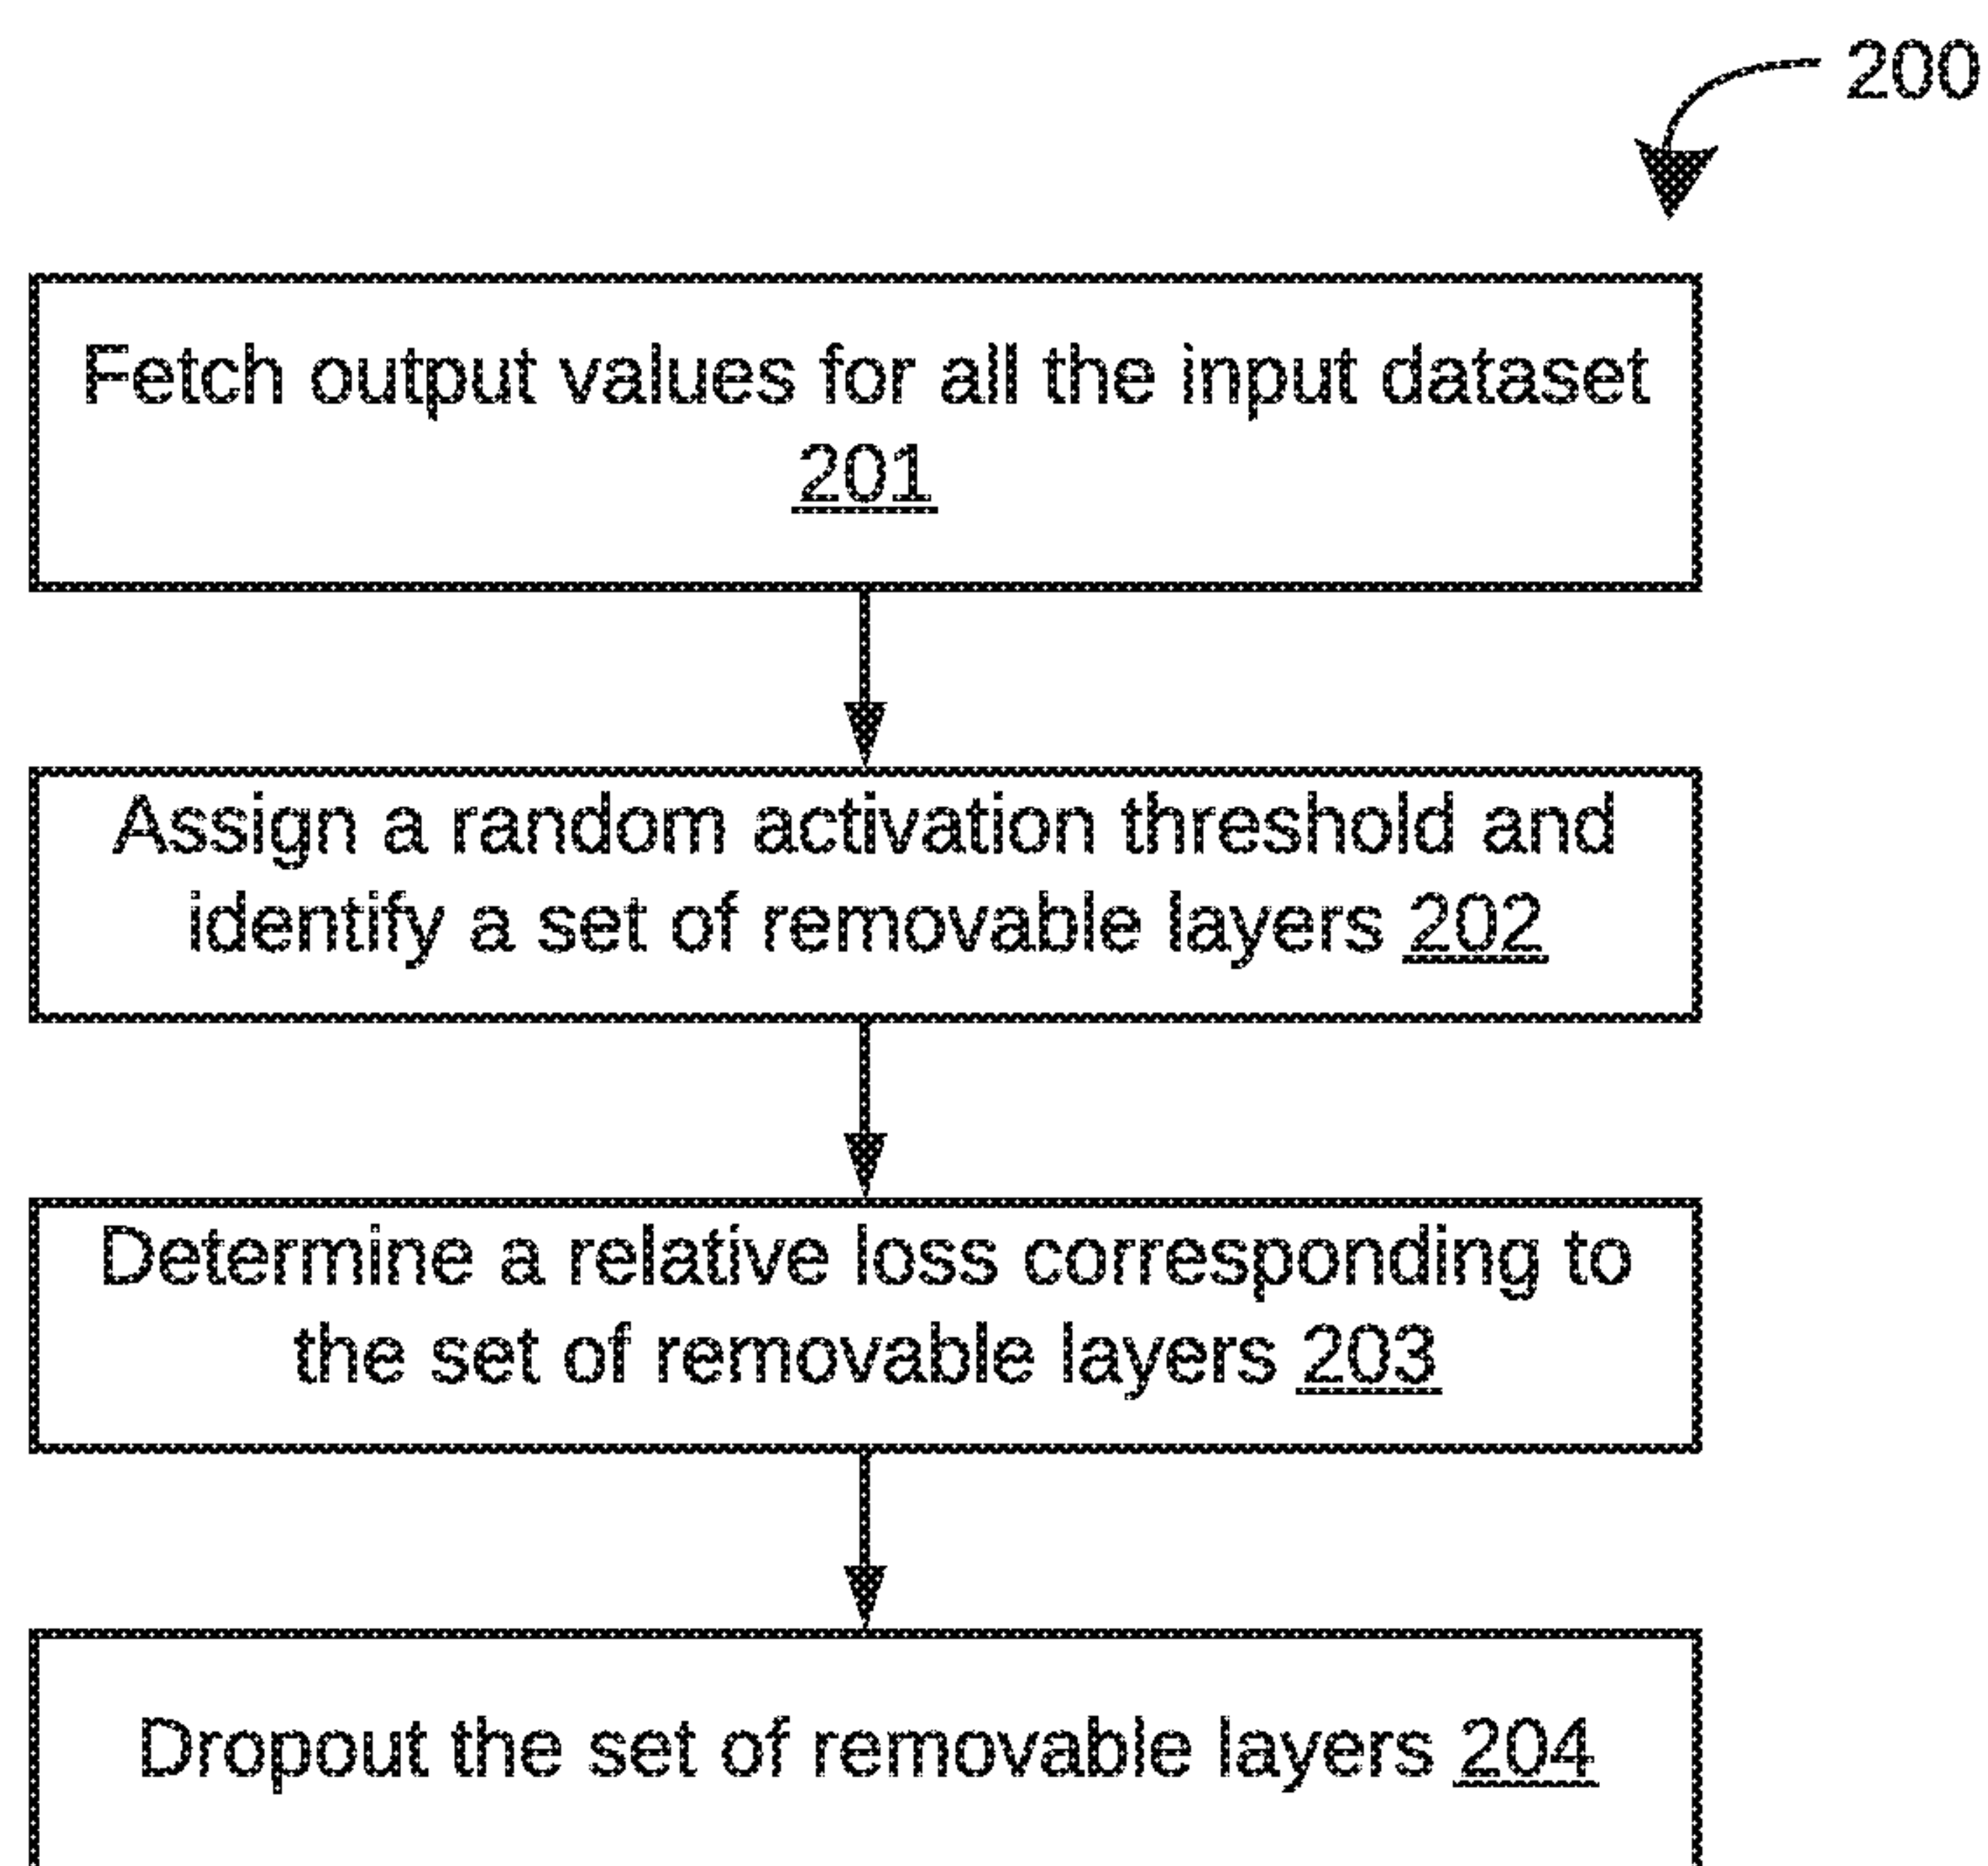 200
Fetch output values for all the input dataset
201
Assign a random activation threshold and
identify a set of removable layers 202
Determine a relative loss corresponding to
the set of removable layers 203
Dropout the set of removable layers 204